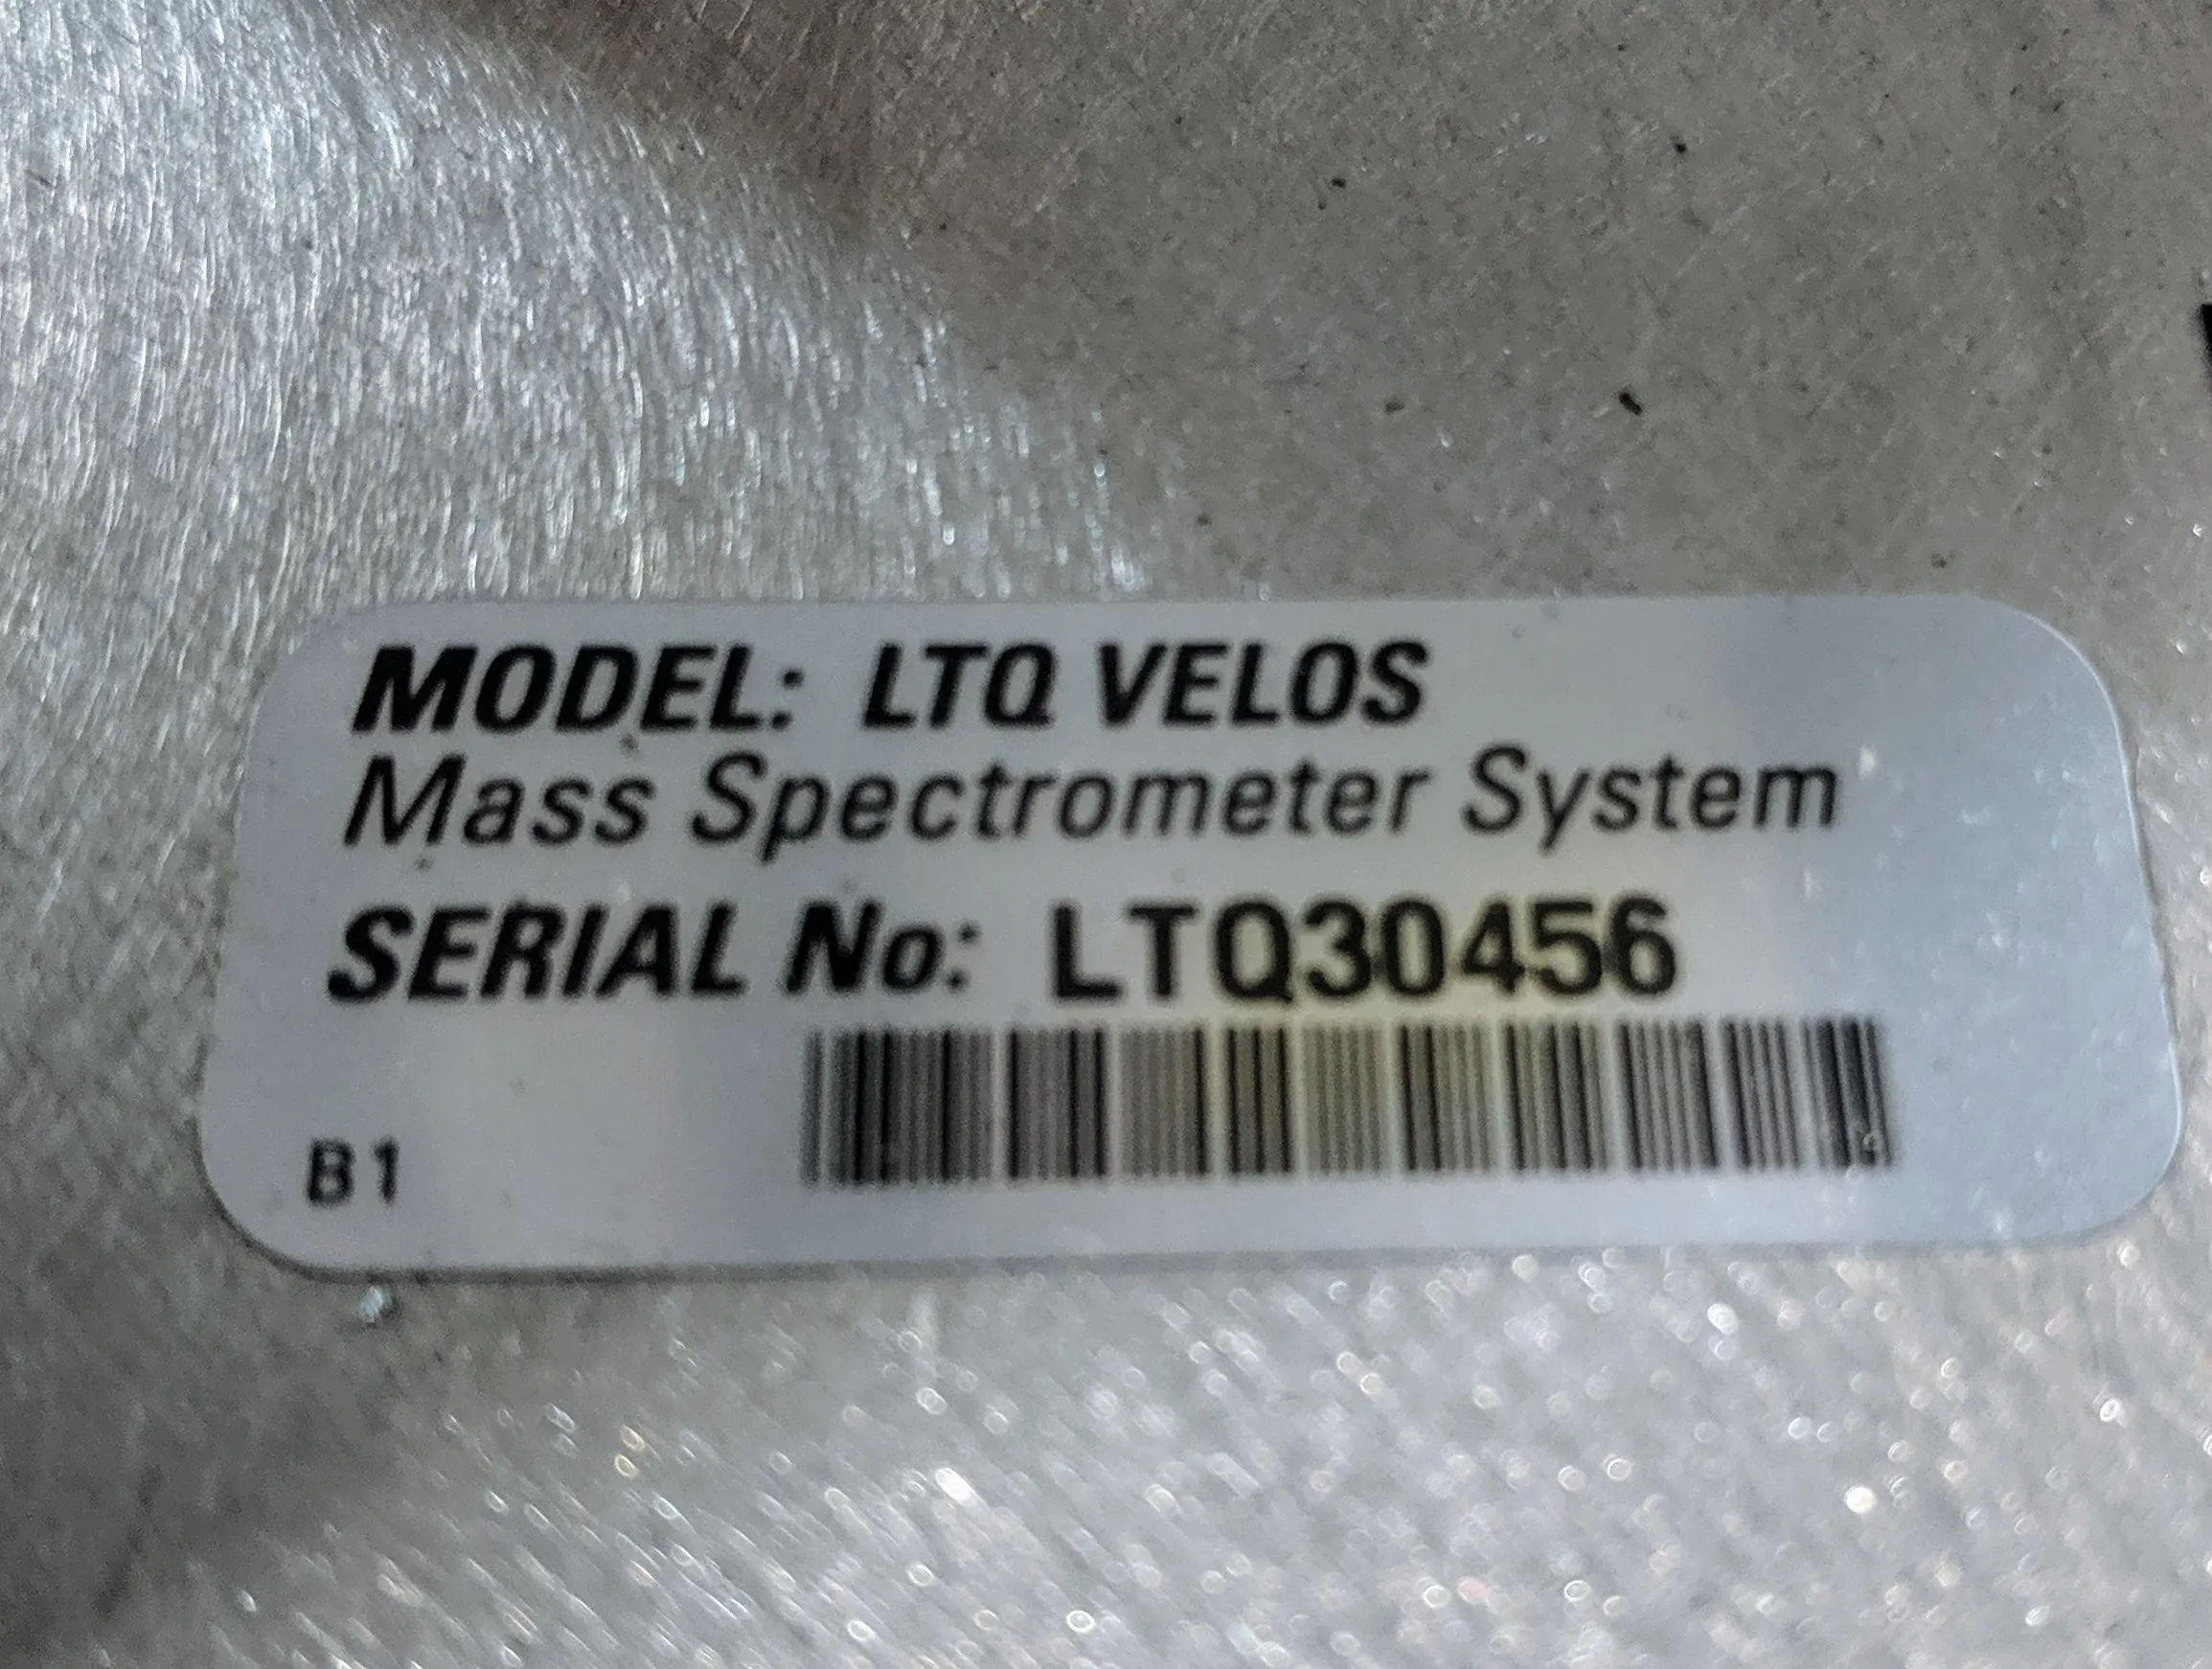 MODEL: LTQ VELOS
Mass Spectrometer System
SERIAL No: LTQ30456
B1